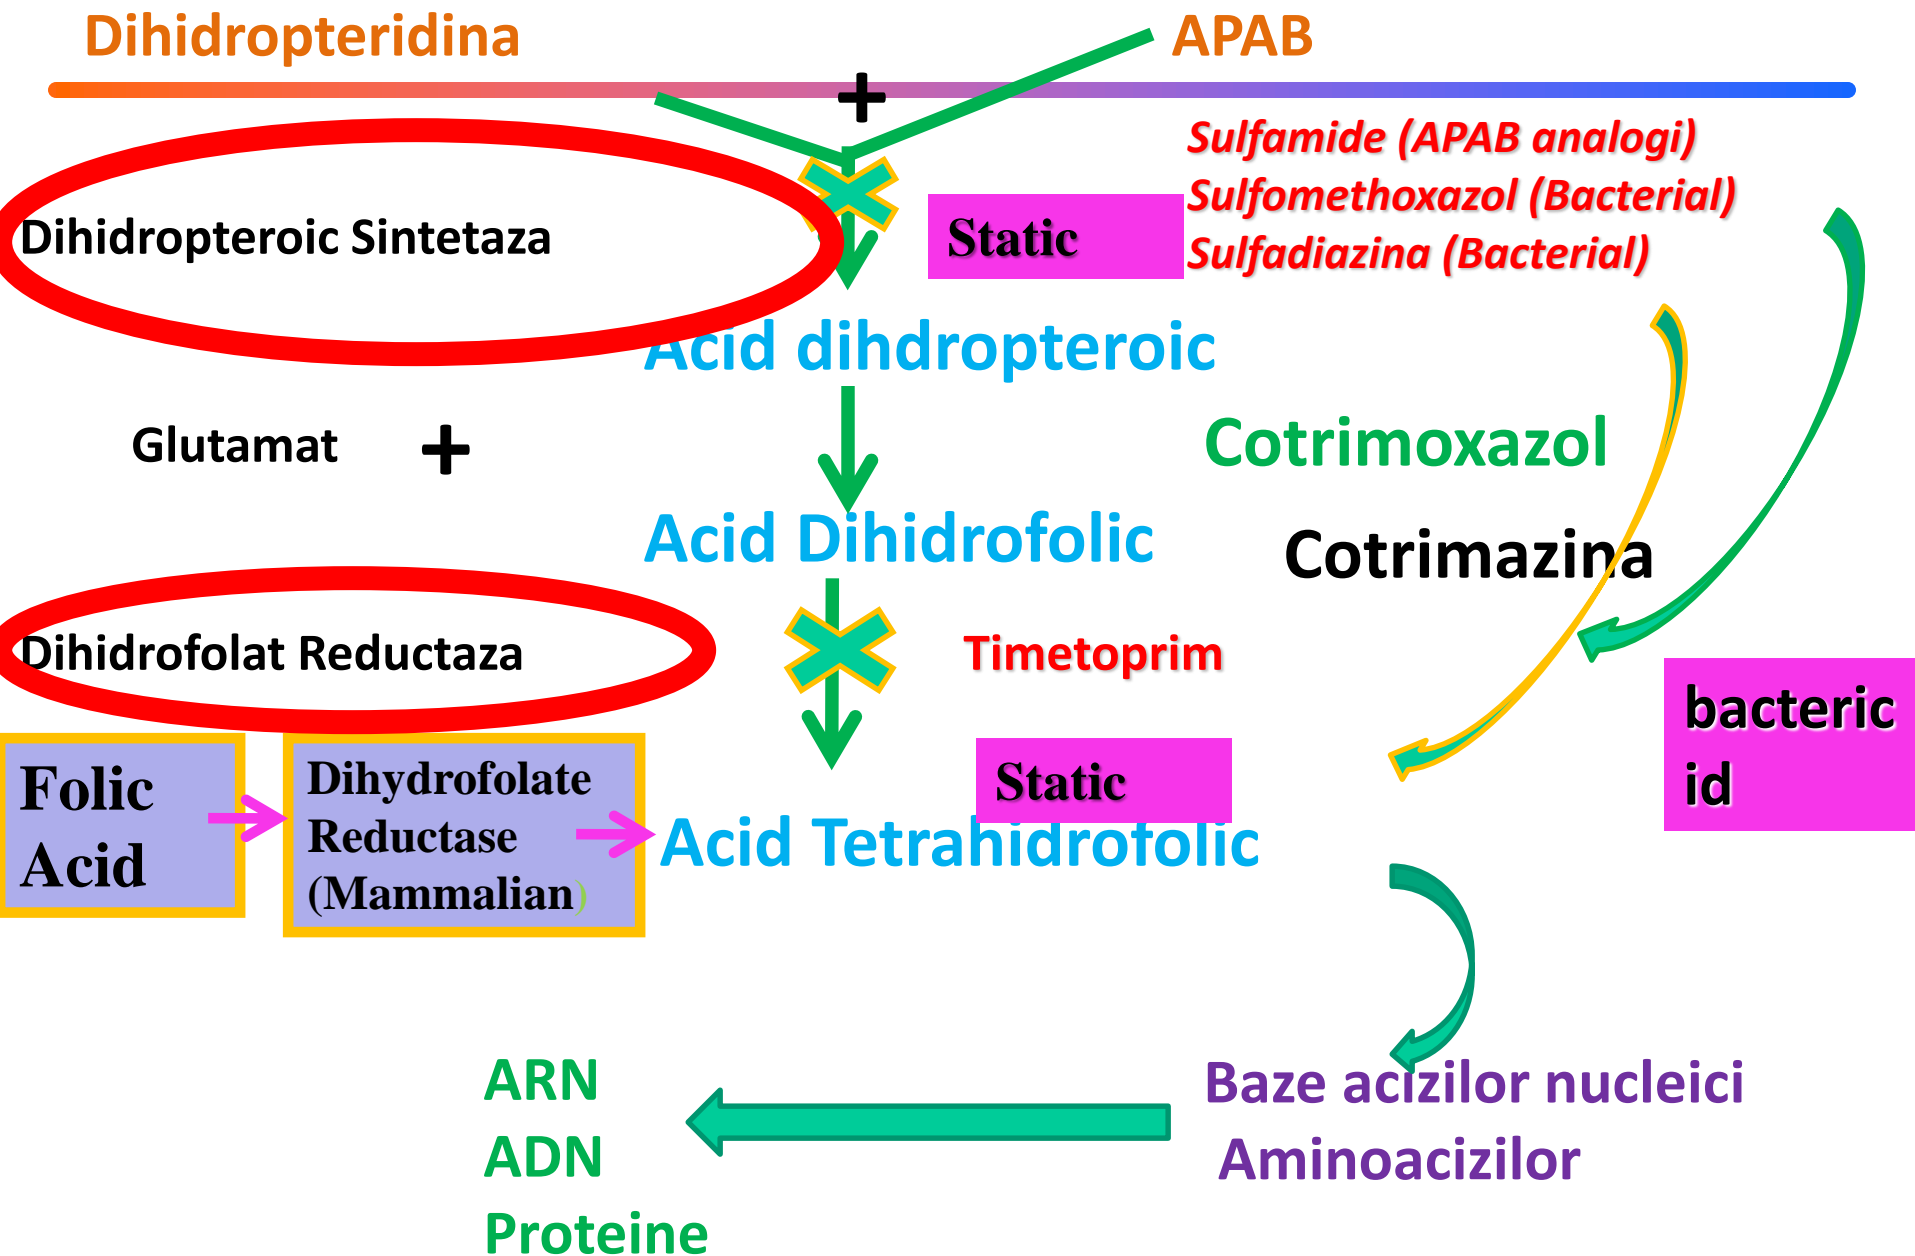 Dihidropteridina
APAB
+
Sulfamide (APAB analogi)
Sulfomethoxazol (Bacterial)
Sulfadiazina (Bacterial)
Dihidropteroic Sintetaza
Static
Acid dihdropteroic
Glutamat +
Cotrimoxazol
Acid Dihidrofolic
Cotrimazina
Dihidrofolat Reductaza
Timetoprim
bacteric
id
Static
Folic
Acid
Dihydrofolate
Reductase
(Mammalian)
Acid Tetrahidrofolic
Baze acizilor nucleici
Aminoacizilor
ARN
ADN
Proteine